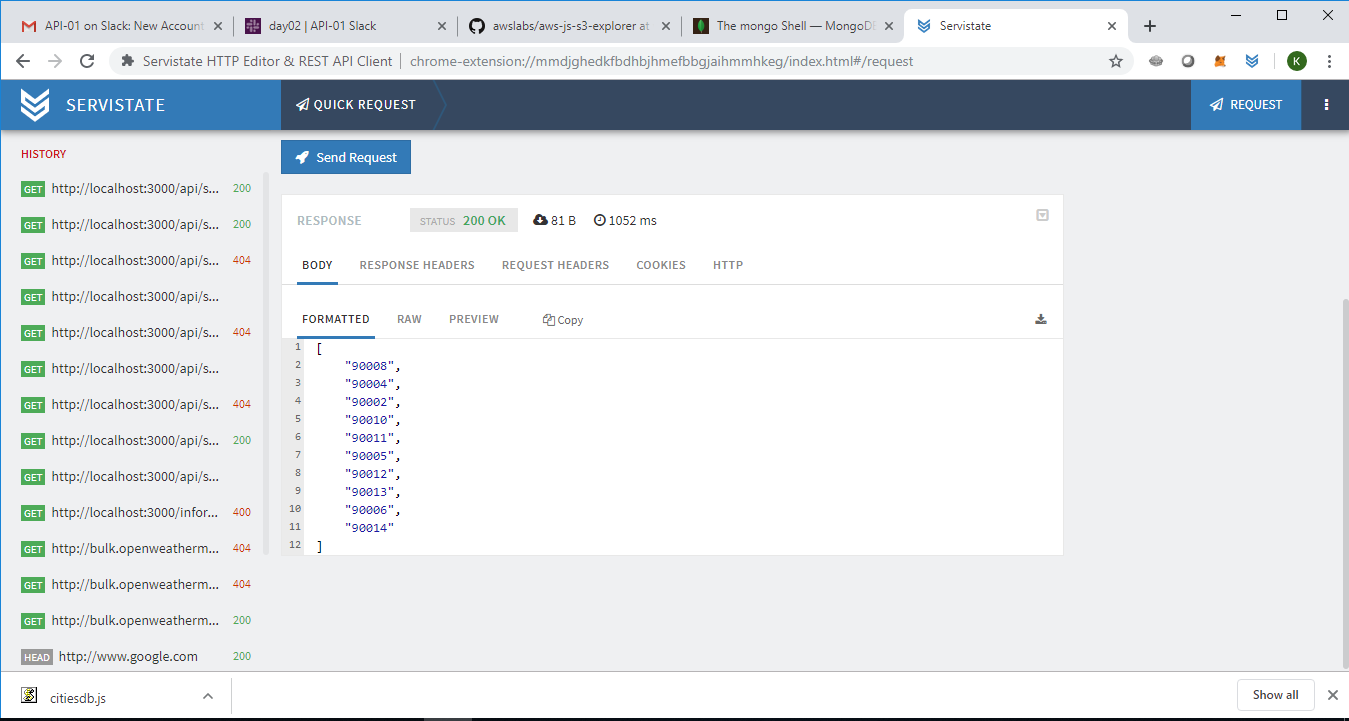 API-01 on Slack: New Account
day02 | API-01 Slack
awslabs/aws-js-s3-explorer at
The mongo Shell — MongoDB
Servistate
Servistate HTTP Editor & REST API Client | chrome-extension://mmdjghedkfbdhbjhmefbbgjaihmmhkeg/index.html#/request
K
SERVISTATE
QUICK REQUEST
REQUEST
HISTORY
GET http://localhost:3000/api/s... 200
GET http://localhost:3000/api/s... 200
GET http://localhost:3000/api/s... 404
GET http://localhost:3000/api/s...
GET http://localhost:3000/api/s... 404
GET http://localhost:3000/api/s...
GET http://localhost:3000/api/s... 404
GET http://localhost:3000/api/s... 200
GET http://localhost:3000/api/s...
GET http://localhost:3000/infor... 400
GET http://bulk.openweatherm... 404
GET http://bulk.openweatherm... 404
GET http://bulk.openweatherm... 200
HEAD http://www.google.com 200
Send Request
RESPONSE STATUS 200 OK 81 B 1052 ms
BODY RESPONSE HEADERS REQUEST HEADERS COOKIES HTTP
FORMATTED RAW PREVIEW Copy
1 [
2 "90008",
3 "90004",
4 "90002",
5 "90010",
6 "90011",
7 "90005",
8 "90012",
9 "90013",
10 "90006",
11 "90014"
12 ]
citiesdb.js
Show all